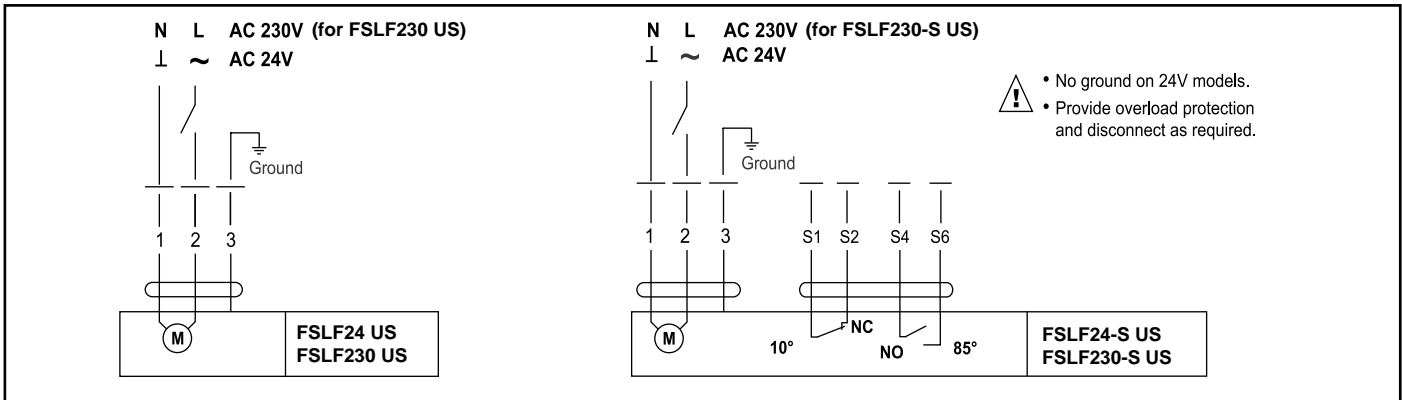 N L AC 230V (for FSLF230 US)
⊥ ~ AC 24V
Ground
1 2 3
M
FSLF24 US
FSLF230 US
N L AC 230V (for FSLF230-S US)
⊥ ~ AC 24V
Ground
1 2 3 S1 S2 S4 S6
M
10° NC NO 85°
FSLF24-S US
FSLF230-S US
!
• No ground on 24V models.
• Provide overload protection
and disconnect as required.